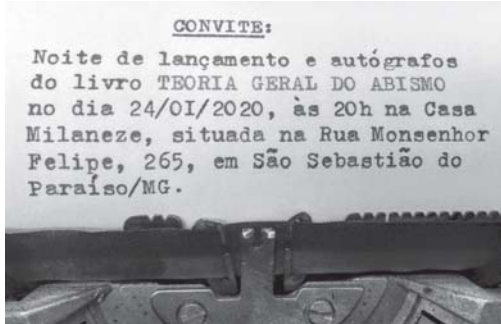 CONVITE:
Noite de lançamento e autógrafos
do livro TEORIA GERAL DO ABISMO
no dia 24/OI/2020, às 20h na Casa
Milaneze, situada na Rua Monsenhor
Felipe, 265, em São Sebastião do
Paraíso/MG.